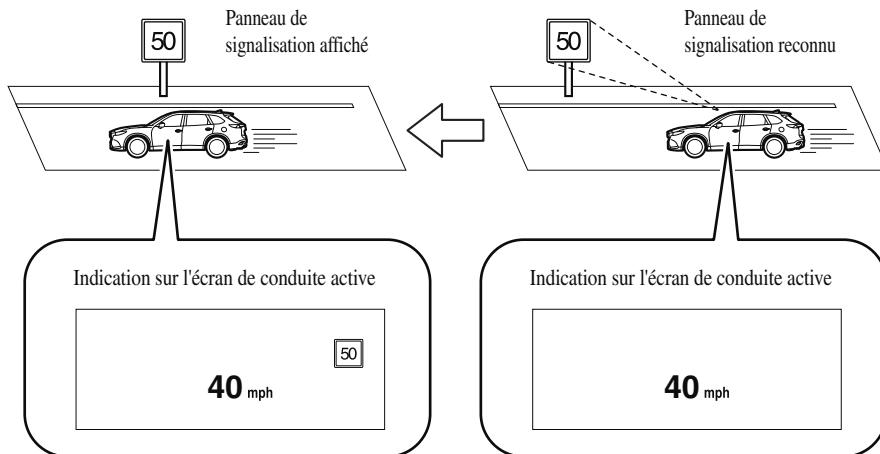 Panneau de
signalisation affiché
50
Panneau de
signalisation reconnu
50
Indication sur l'écran de conduite active
50
40 mph
Indication sur l'écran de conduite active
40 mph